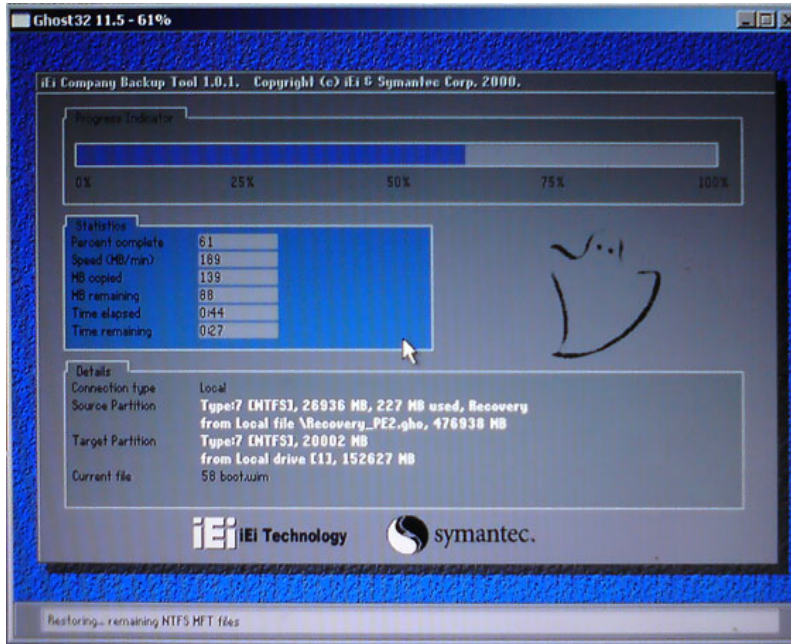 Ghost32 11.5 - 61%
iEi Company Backup Tool 1.0.1. Copyright (c) iEi & Symantec Corp. 2000.
Progress Indicator
0% 25% 50% 75% 100%
Statistics
Percent complete 61
Speed (MB/min) 189
MB copied 139
MB remaining 88
Time elapsed 0:44
Time remaining 0:27
Details
Connection type Local
Source Partition Type:7 [NTFS], 26936 MB, 227 MB used, Recovery
from Local file \Recovery_PE2.gho, 476938 MB
Target Partition Type:7 [NTFS], 20002 MB
from Local drive [1], 152627 MB
Current file 58 boot.wim
iEi iEi Technology symantec.
Restoring... remaining NTFS MFT files